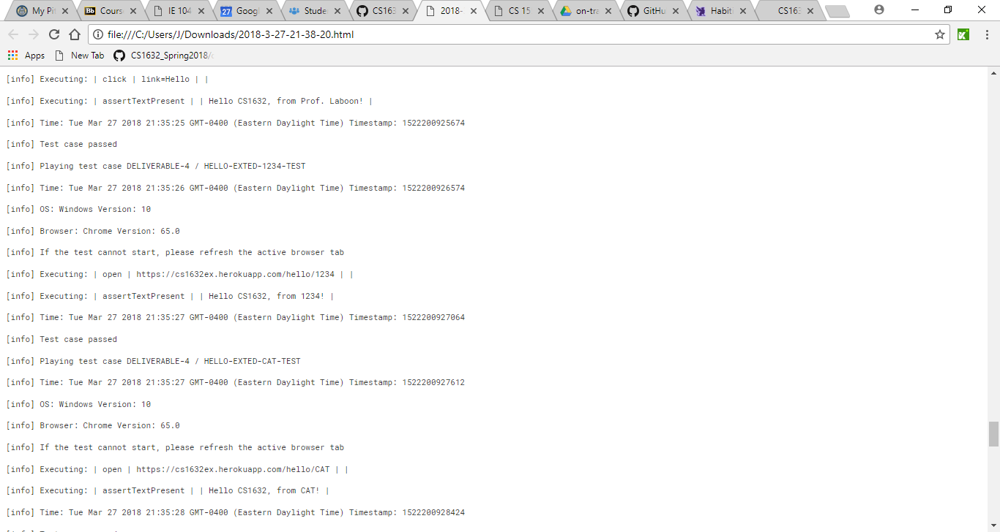 My Pi
Cours
IE 104
Googl
Stude
CS163
2018-
CS 15
on-tra
GitHu
Habit
CS163
file:///C:/Users/J/Downloads/2018-3-27-21-38-20.html
Apps New Tab CS1632_Spring2018/
[info] Executing: | click | link=Hello | |
[info] Executing: | assertTextPresent | | Hello CS1632, from Prof. Laboon! |
[info] Time: Tue Mar 27 2018 21:35:25 GMT-0400 (Eastern Daylight Time) Timestamp: 1522200925674
[info] Test case passed
[info] Playing test case DELIVERABLE-4 / HELLO-EXTED-1234-TEST
[info] Time: Tue Mar 27 2018 21:35:26 GMT-0400 (Eastern Daylight Time) Timestamp: 1522200926574
[info] OS: Windows Version: 10
[info] Browser: Chrome Version: 65.0
[info] If the test cannot start, please refresh the active browser tab
[info] Executing: | open | https://cs1632ex.herokuapp.com/hello/1234 | |
[info] Executing: | assertTextPresent | | Hello CS1632, from 1234! |
[info] Time: Tue Mar 27 2018 21:35:27 GMT-0400 (Eastern Daylight Time) Timestamp: 1522200927064
[info] Test case passed
[info] Playing test case DELIVERABLE-4 / HELLO-EXTED-CAT-TEST
[info] Time: Tue Mar 27 2018 21:35:27 GMT-0400 (Eastern Daylight Time) Timestamp: 1522200927612
[info] OS: Windows Version: 10
[info] Browser: Chrome Version: 65.0
[info] If the test cannot start, please refresh the active browser tab
[info] Executing: | open | https://cs1632ex.herokuapp.com/hello/CAT | |
[info] Executing: | assertTextPresent | | Hello CS1632, from CAT! |
[info] Time: Tue Mar 27 2018 21:35:28 GMT-0400 (Eastern Daylight Time) Timestamp: 1522200928424